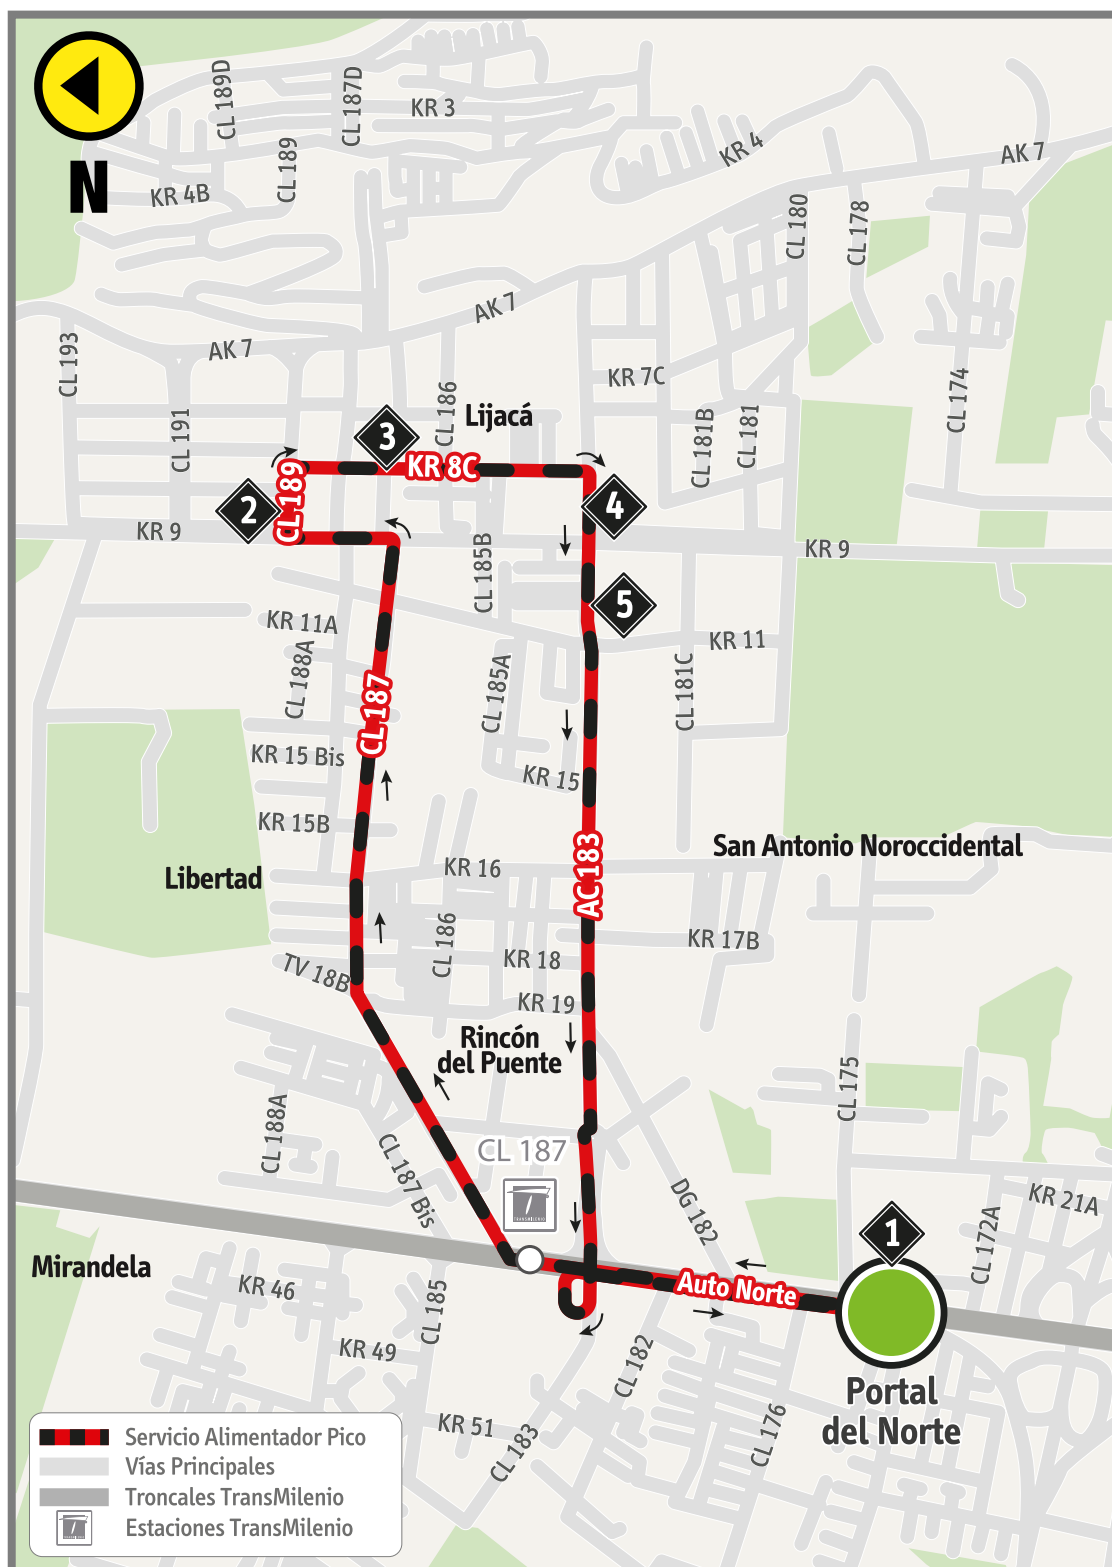 N
CL 189D
CL 187D
KR 3
CL 189
KR 4B
KR 4
AK 7
CL 180
CL 178
AK 7
AK 7
CL 193
KR 7C
CL 174
CL 191
CL 186
Lijacá
3
CL 181B
CL 181
KR 8C
CL 189
2
4
KR 9
KR 9
CL 185B
5
KR 11A
KR 11
CL 188A
CL 185A
CL 181C
CL 187
KR 15 Bis
KR 15
KR 15B
San Antonio Noroccidental
Libertad
KR 16
AC 183
CL 186
KR 17B
TV 18B
KR 18
KR 19
Rincón
del Puente
CL 175
CL 188A
CL 187 Bis
CL 187
TRANSMILENIO
DG 182
KR 21A
CL 172A
1
Mirandela
KR 46
Auto Norte
CL 185
KR 49
CL 182
Portal
del Norte
KR 51
CL 183
CL 176
Servicio Alimentador Pico
Vías Principales
Troncales TransMilenio
Estaciones TransMilenio